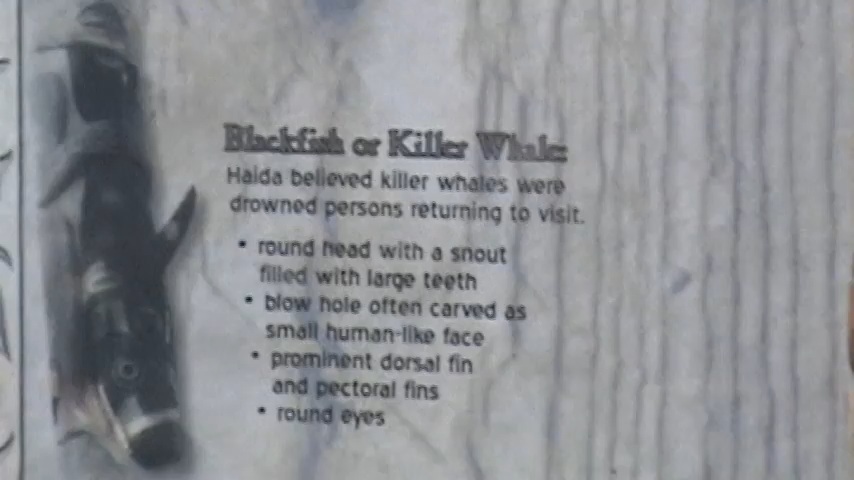 Blackfish or Killer Whale:
Haida believed killer whales were
drowned persons returning to visit.
• round head with a snout
filled with large teeth
• blow hole often carved as
small human-like face
• prominent dorsal fin
and pectoral fins
• round eyes